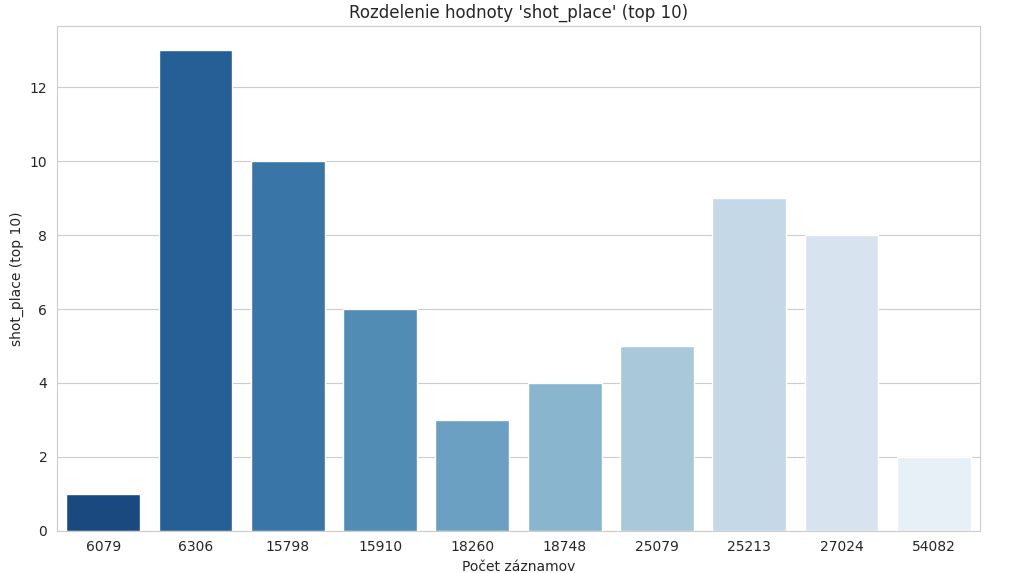 Rozdelenie hodnoty 'shot_place' (top 10)
shot_place (top 10)
12
10
8
6
4
2
0
6079 6306 15798 15910 18260 18748 25079 25213 27024 54082
Počet záznamov